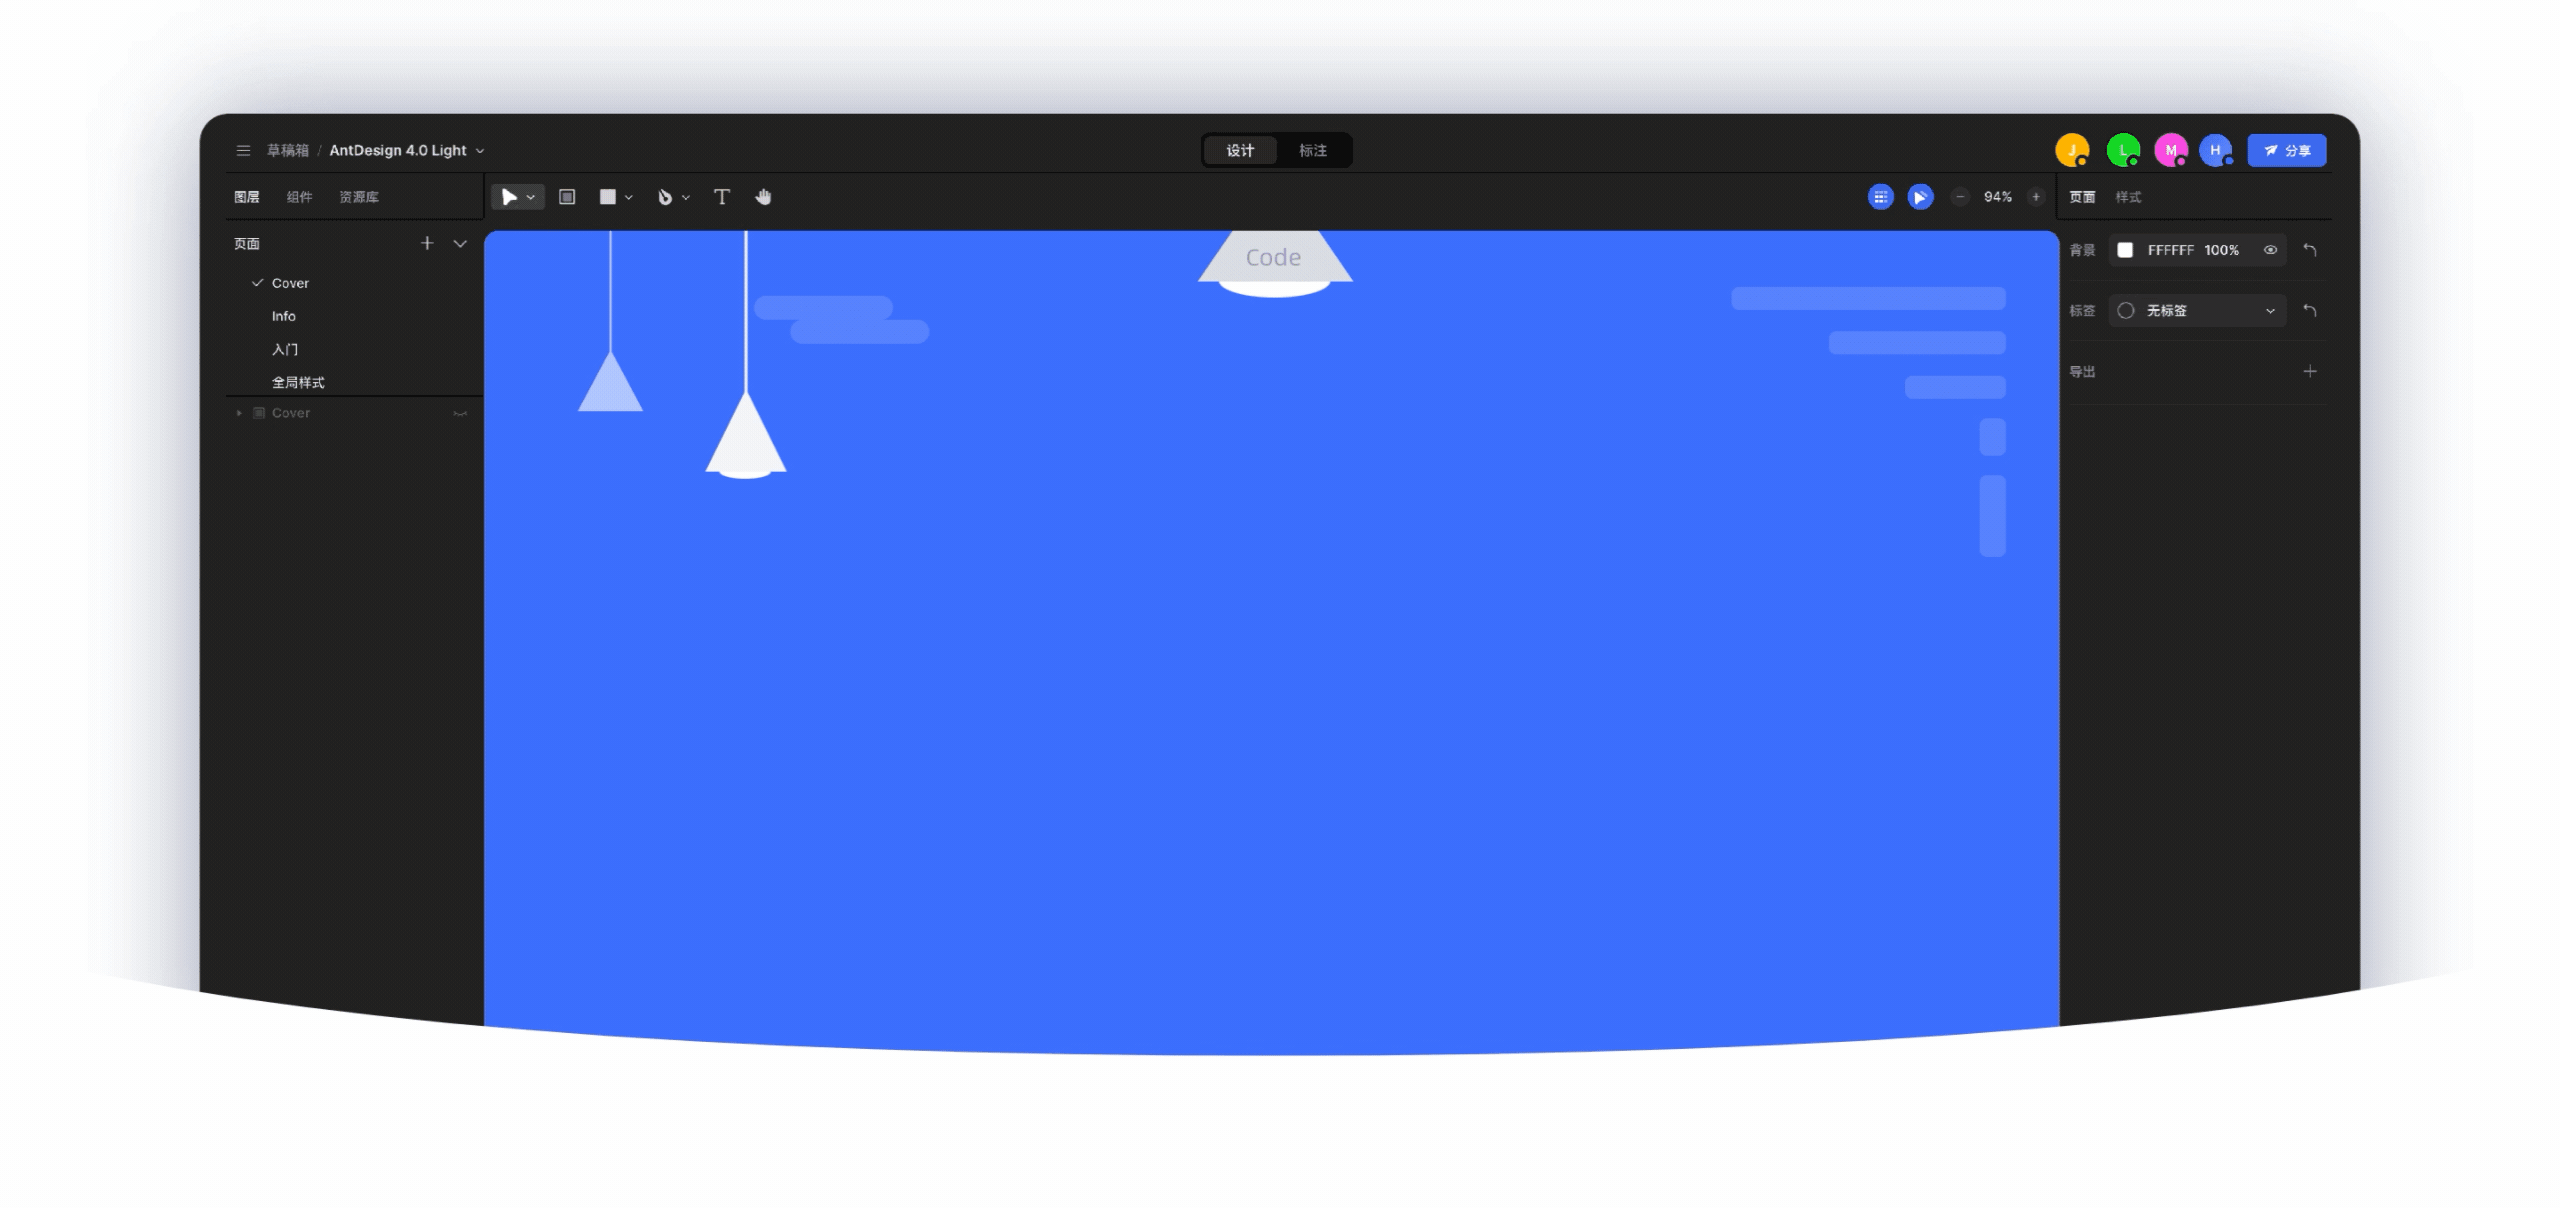 草稿箱 / AntDesign 4.0 Light
设计 标注
J L M H 分享
图层 组件 资源库
94%
页面 样式
页面
Cover
Info
入门
全局样式
Cover
Code
背景 FFFFFF 100%
标签 无标签
导出